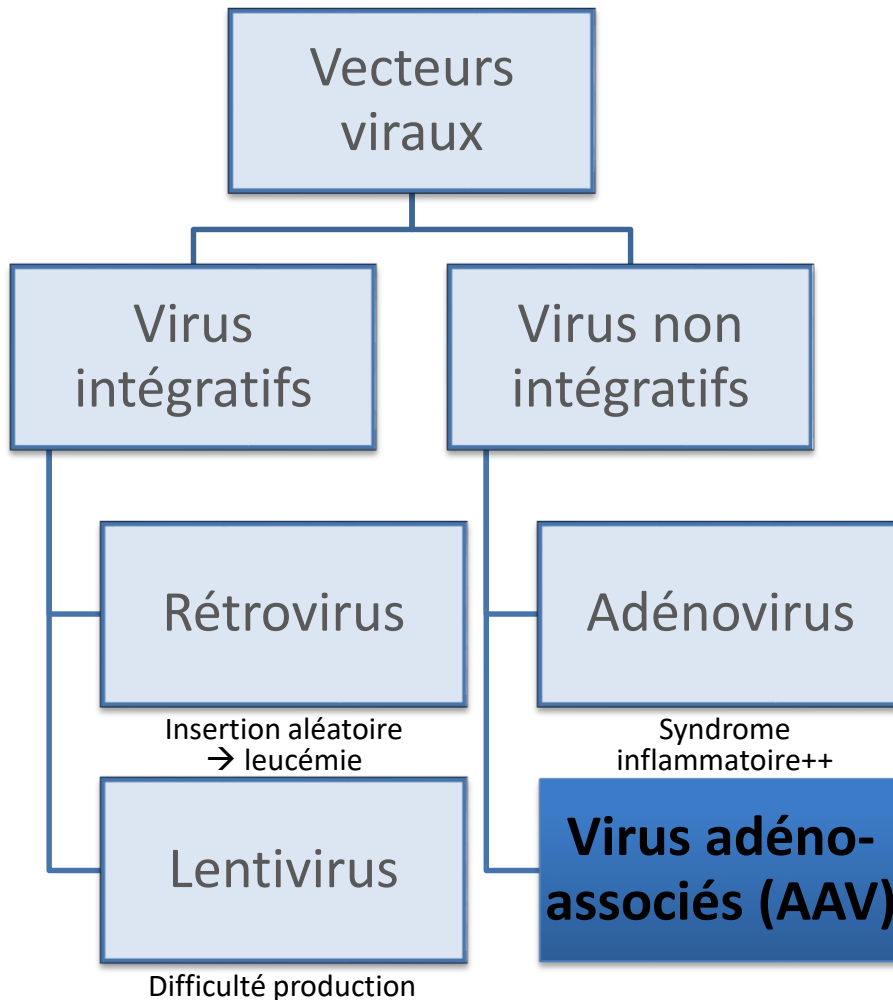 Vecteurs
viraux
Virus
intégratifs
Virus non
intégratifs
Rétrovirus
Adénovirus
Insertion aléatoire
→ leucémie
Syndrome
inflammatoire++
Lentivirus
Virus adéno-
associés (AAV)
Difficulté production